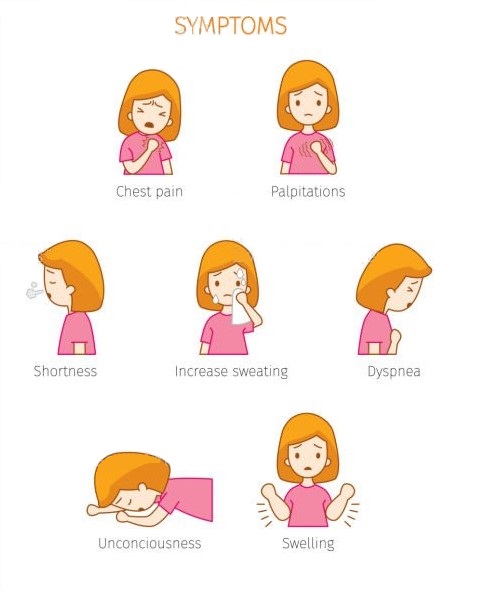 SYMPTOMS
Chest pain
Palpitations
Shortness
Increase sweating
Dyspnea
Unconciousness
Swelling